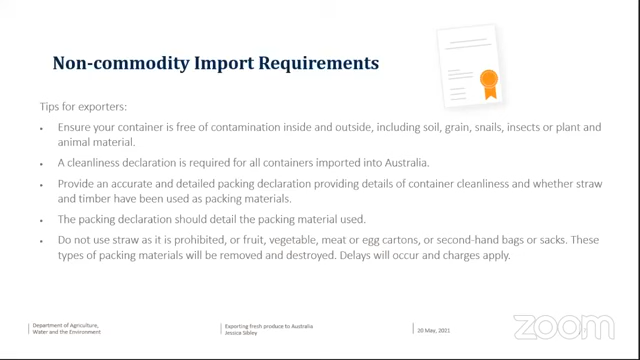 Non-commodity Import Requirements
Tips for exporters:
• Ensure your container is free of contamination inside and outside, including soil, grain, snails, insects or plant and
animal material.
• A cleanliness declaration is required for all containers imported into Australia.
• Provide an accurate and detailed packing declaration providing details of container cleanliness and whether straw
and timber have been used as packing materials.
• The packing declaration should detail the packing material used.
• Do not use straw as it is prohibited, or fruit, vegetable, meat or egg cartons, or second-hand bags or sacks. These
types of packing materials will be removed and destroyed. Delays will occur and charges apply.
Department of Agriculture,
Water and the Environment
Exporting fresh produce to Australia
Jessica Sibley
20 May, 2021
zoom